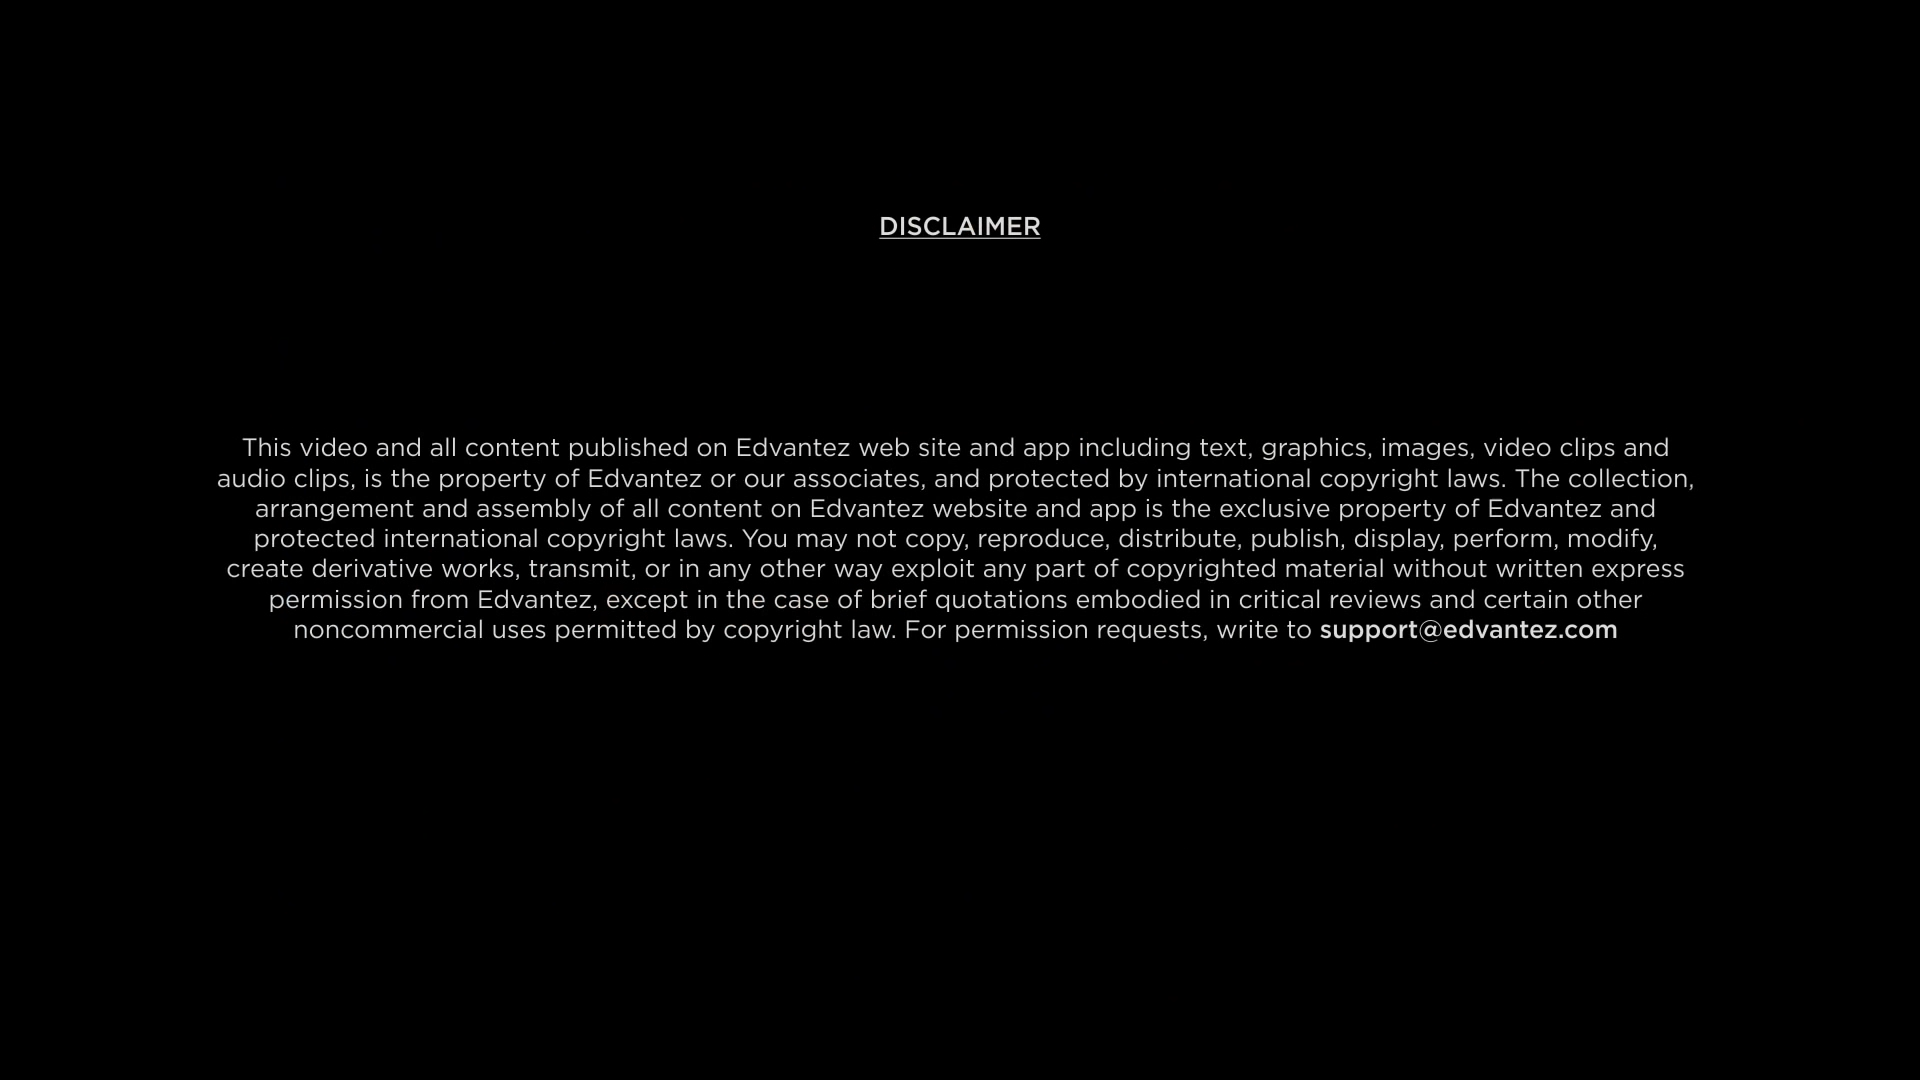 DISCLAIMER
This video and all content published on Edvantez web site and app including text, graphics, images, video clips and
audio clips, is the property of Edvantez or our associates, and protected by international copyright laws. The collection,
arrangement and assembly of all content on Edvantez website and app is the exclusive property of Edvantez and
protected international copyright laws. You may not copy, reproduce, distribute, publish, display, perform, modify,
create derivative works, transmit, or in any other way exploit any part of copyrighted material without written express
permission from Edvantez, except in the case of brief quotations embodied in critical reviews and certain other
noncommercial uses permitted by copyright law. For permission requests, write to support@edvantez.com